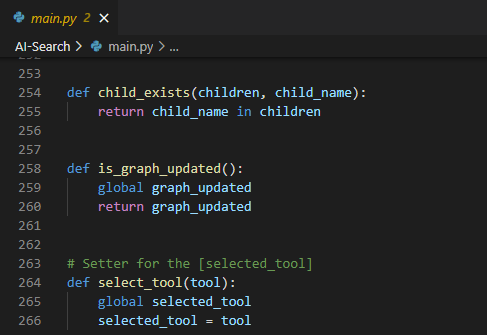 main.py 2 ×
AI-Search > main.py > ...
253
254 def child_exists(children, child_name):
255     return child_name in children
256
257
258 def is_graph_updated():
259     global graph_updated
260     return graph_updated
261
262
263 # Setter for the [selected_tool]
264 def select_tool(tool):
265     global selected_tool
266     selected_tool = tool